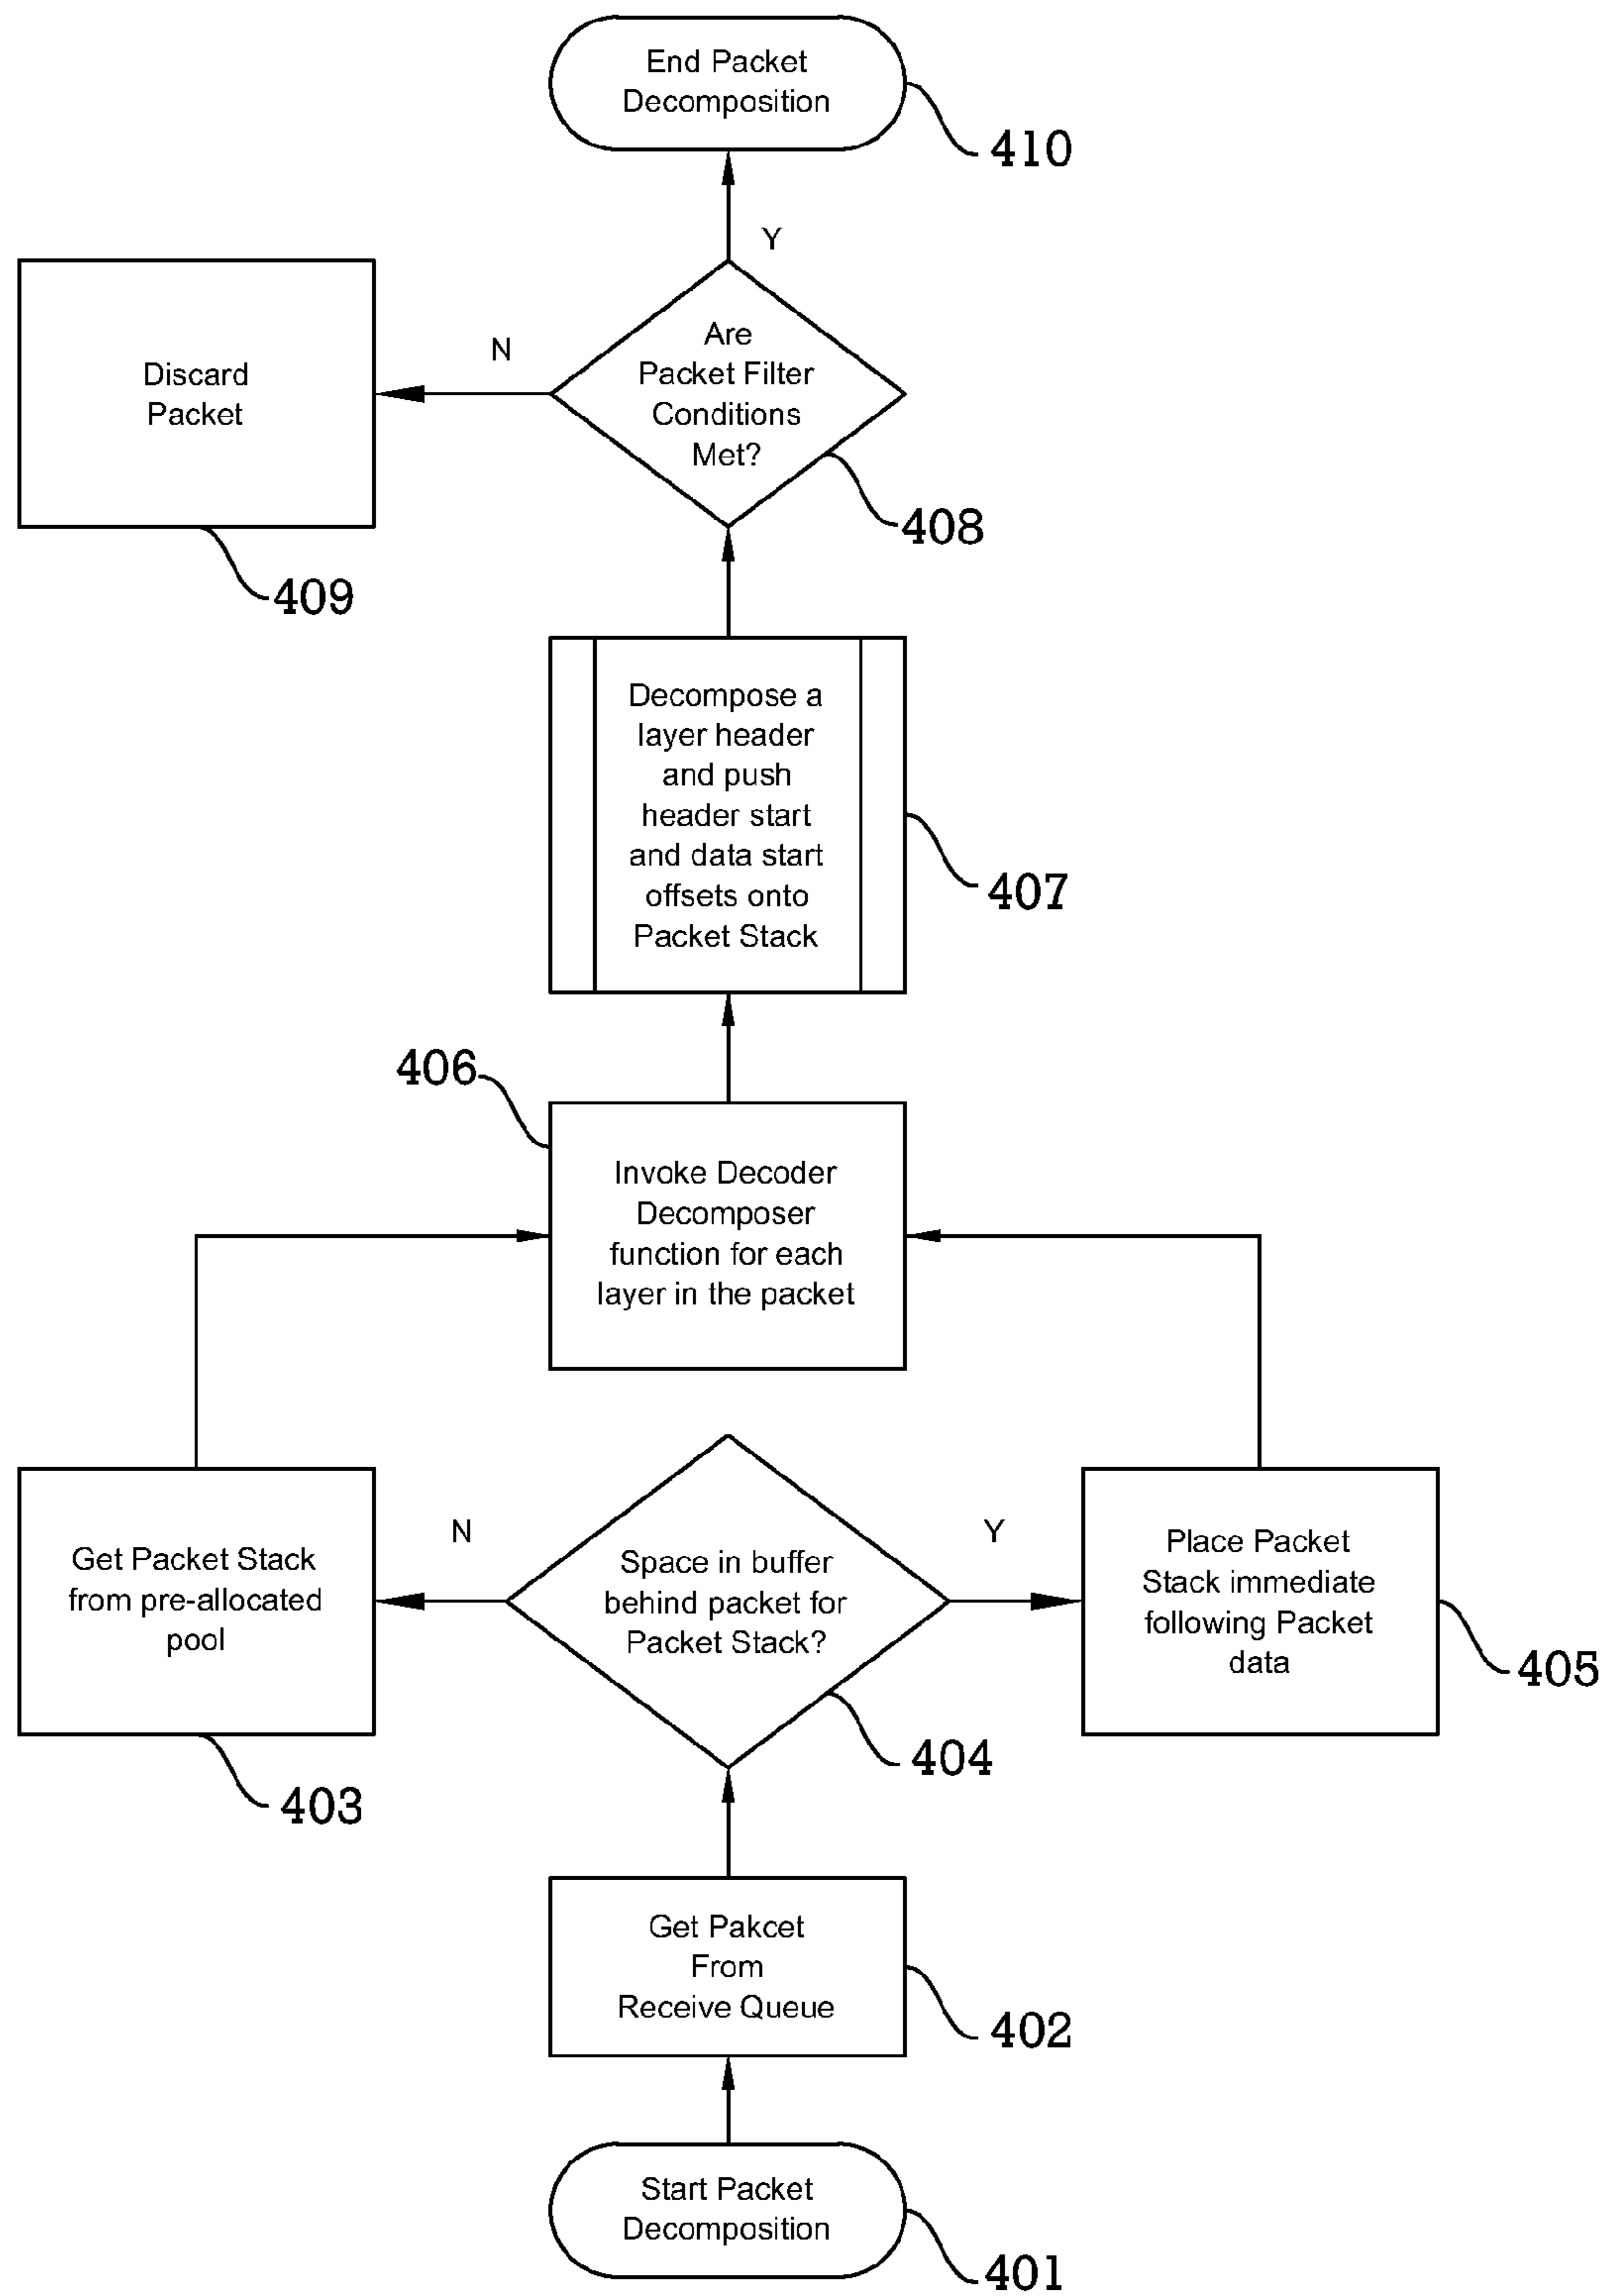 End Packet
Decomposition
410
Y
Are
Packet Filter
Conditions
Met?
N
Discard
Packet
408
409
Decompose a
layer header
and push
header start
and data start
offsets onto
Packet Stack
407
406
Invoke Decoder
Decomposer
function for each
layer in the packet
N
Y
Get Packet Stack
from pre-allocated
pool
Space in buffer
behind packet for
Packet Stack?
Place Packet
Stack immediate
following Packet
data
405
404
403
Get Pakcet
From
Receive Queue
402
Start Packet
Decomposition
401